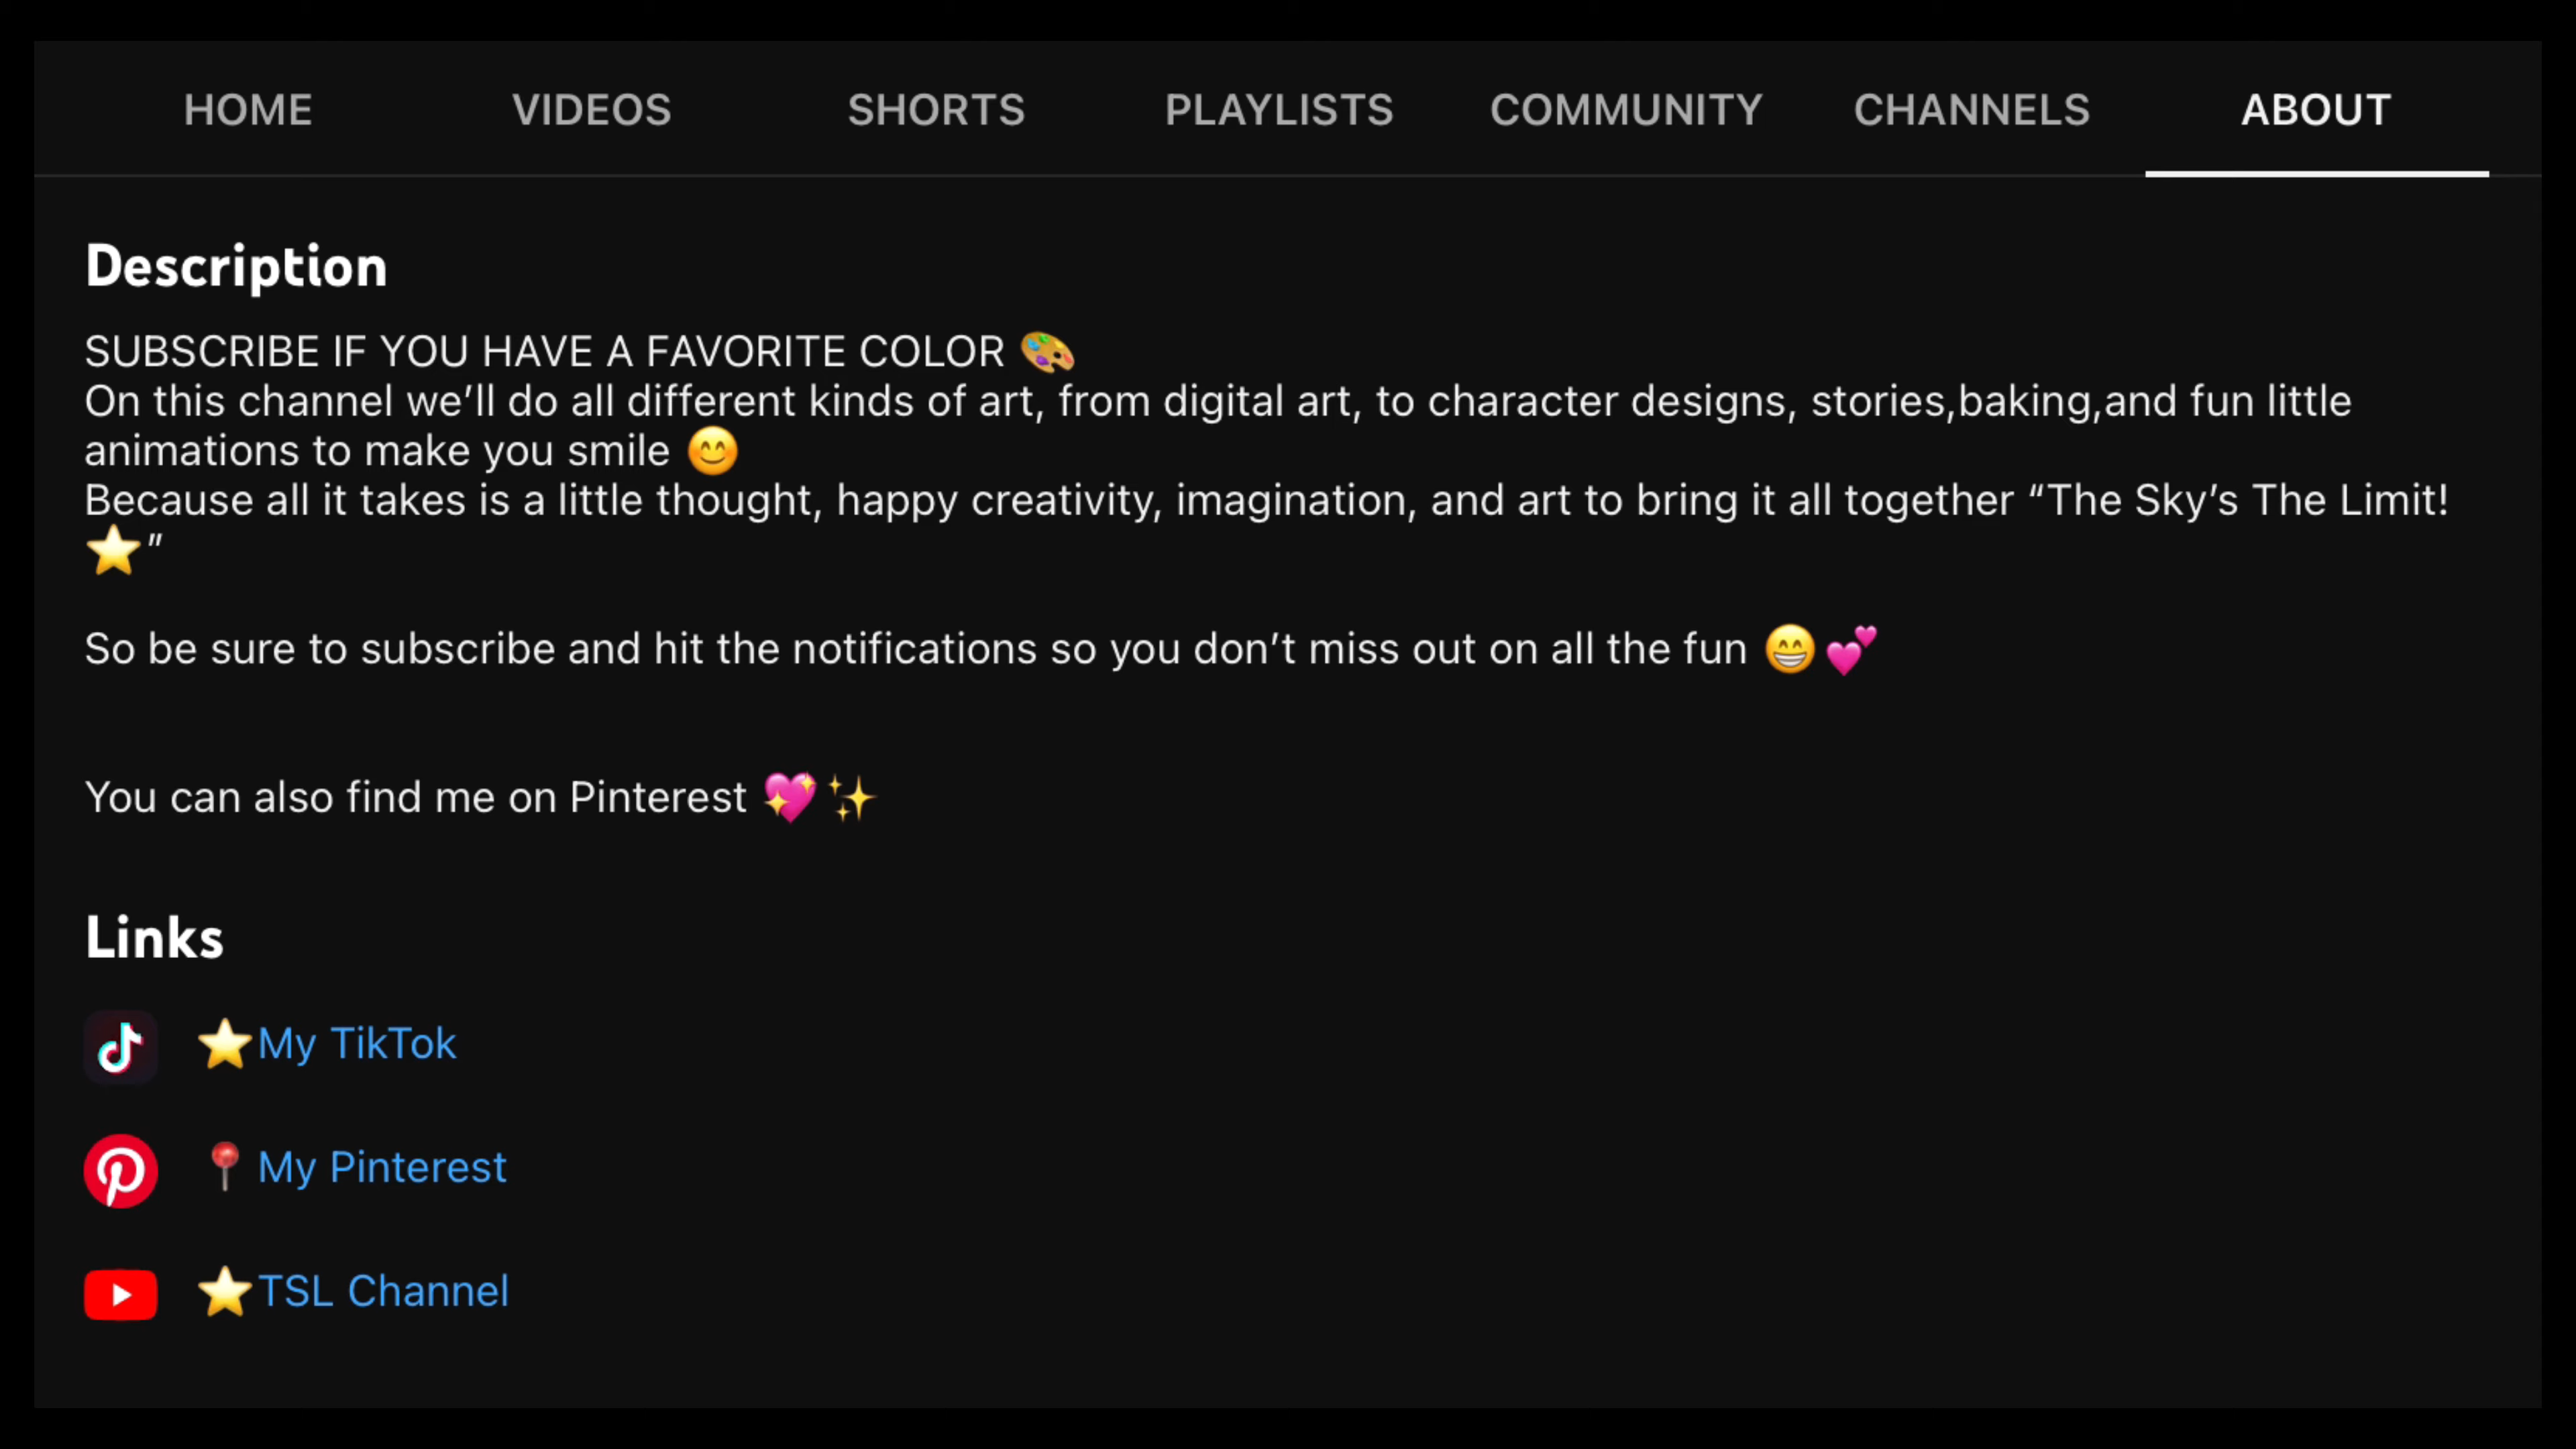 HOME VIDEOS SHORTS PLAYLISTS COMMUNITY CHANNELS ABOUT
Description
SUBSCRIBE IF YOU HAVE A FAVORITE COLOR 🎨
On this channel we’ll do all different kinds of art, from digital art, to character designs, stories,baking,and fun little
animations to make you smile 😊
Because all it takes is a little thought, happy creativity, imagination, and art to bring it all together “The Sky’s The Limit!
⭐️”
So be sure to subscribe and hit the notifications so you don’t miss out on all the fun 😁💕
You can also find me on Pinterest 💖✨
Links
⭐️My TikTok
📍My Pinterest
⭐️TSL Channel